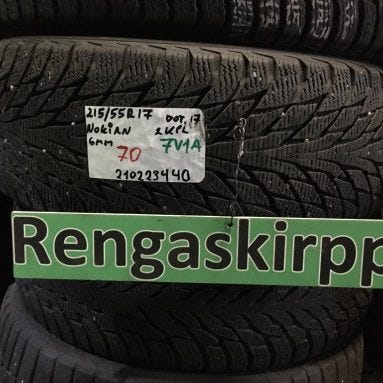 215/55R17 DOT.17
NOKIAN 2KPL
6MM 70 7V1A
210223440
Rengaskirpp